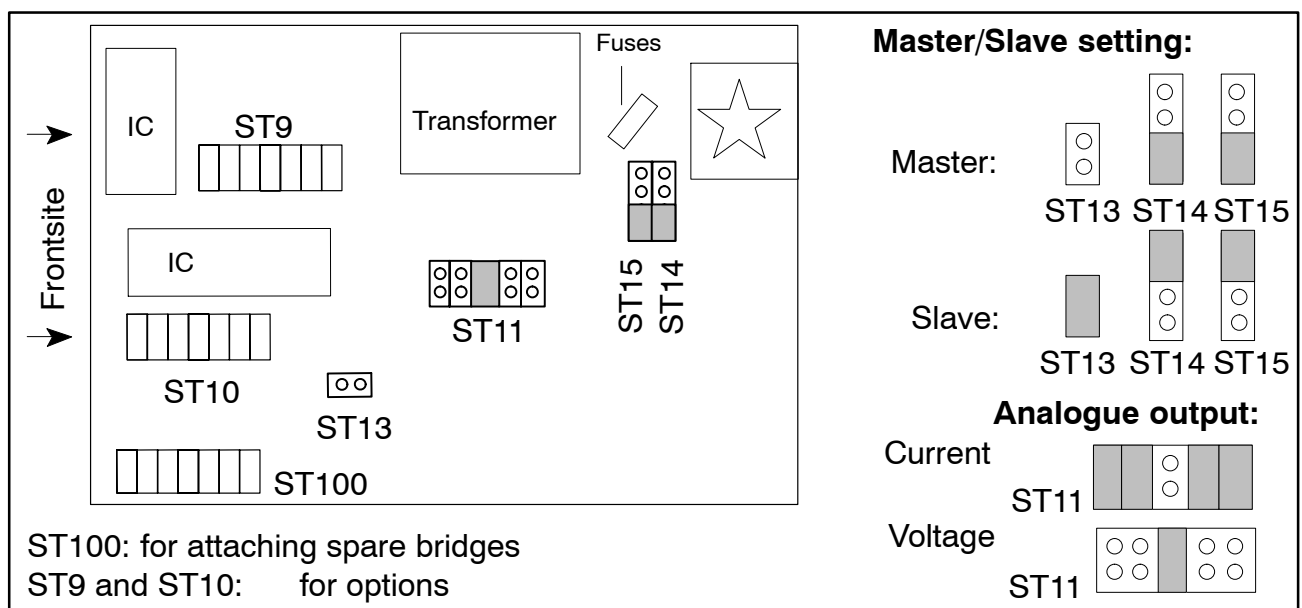 Fuses
IC
ST9
Transformer
Frontsite
IC
ST15
ST14
ST11
ST10
ST13
ST100
ST100: for attaching spare bridges
ST9 and ST10: for options
Master/Slave setting:
Master:
ST13 ST14 ST15
Slave:
ST13 ST14 ST15
Analogue output:
Current
ST11
Voltage
ST11